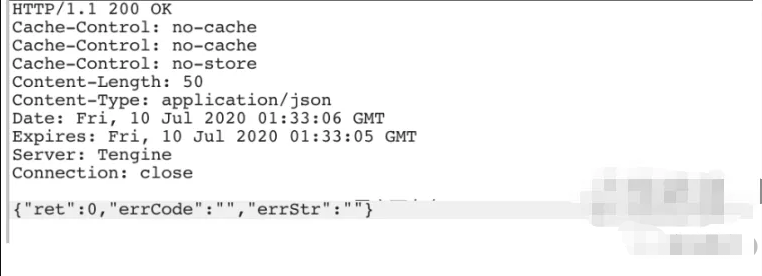 HTTP/1.1 200 OK
Cache-Control: no-cache
Cache-Control: no-cache
Cache-Control: no-store
Content-Length: 50
Content-Type: application/json
Date: Fri, 10 Jul 2020 01:33:06 GMT
Expires: Fri, 10 Jul 2020 01:33:05 GMT
Server: Tengine
Connection: close
{"ret":0,"errCode":"","errStr":""}